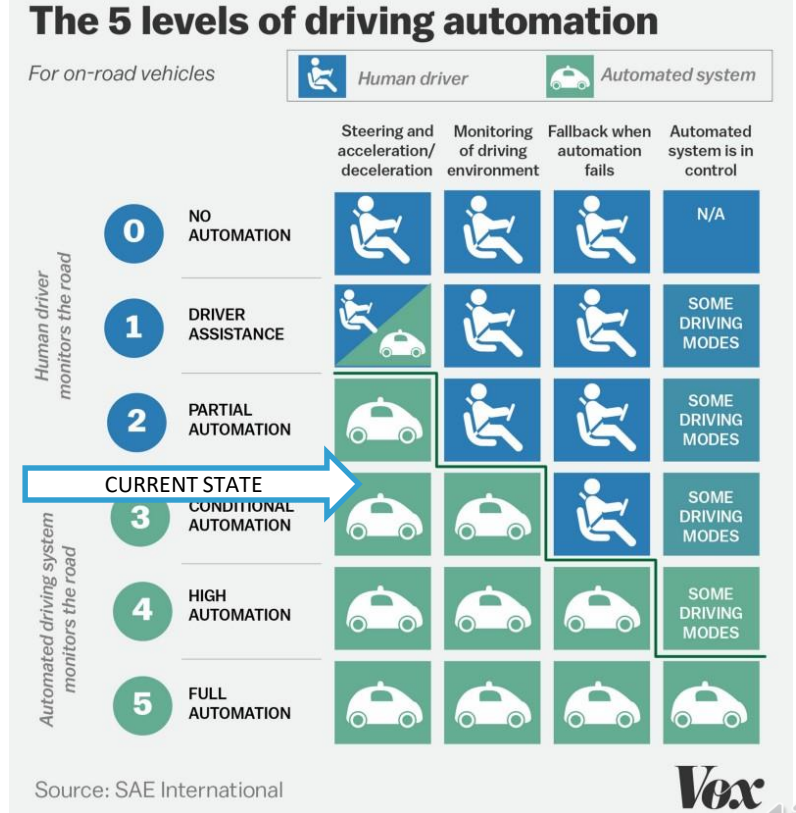 The 5 levels of driving automation
For on-road vehicles
Human driver
Automated system
Steering and
acceleration/
deceleration
Monitoring
of driving
environment
Fallback when
automation
fails
Automated
system is in
control
Human driver
monitors the road
0
NO
AUTOMATION
N/A
1
DRIVER
ASSISTANCE
SOME
DRIVING
MODES
2
PARTIAL
AUTOMATION
SOME
DRIVING
MODES
CURRENT STATE
Automated driving system
monitors the road
3
CONDITIONAL
AUTOMATION
SOME
DRIVING
MODES
4
HIGH
AUTOMATION
SOME
DRIVING
MODES
5
FULL
AUTOMATION
Source: SAE International
Vox